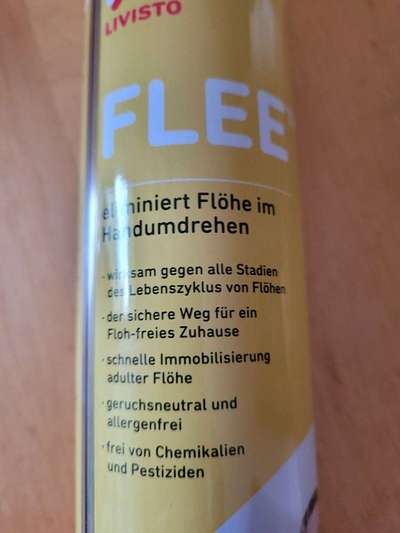 LIVISTO
FLEE
eliminiert Flöhe im
Handumdrehen
· wirksam gegen alle Stadien
des Lebenszyklus von Flöhen
· der sichere Weg für ein
Floh-freies Zuhause
· schnelle Immobilisierung
adulter Flöhe
· geruchsneutral und
allergenfrei
· frei von Chemikalien
und Pestiziden